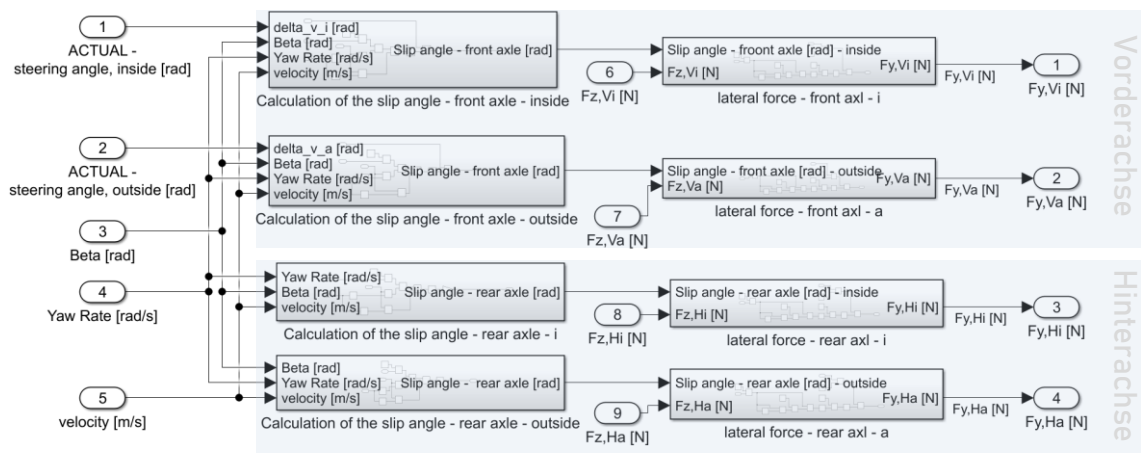 1
ACTUAL -
steering angle, inside [rad]
delta_v_i [rad]
Beta [rad]
Yaw Rate [rad/s]
velocity [m/s]
Slip angle - front axle [rad]
Calculation of the slip angle - front axle - inside
Slip angle - froont axle [rad] - inside
Fz,Vi [N]
Fy,Vi [N]
lateral force - front axl - i
6
Fz,Vi [N]
Fy,Vi [N]
1
Fy,Vi [N]
Vorderachse
2
ACTUAL -
steering angle, outside [rad]
delta_v_a [rad]
Beta [rad]
Yaw Rate [rad/s]
velocity [m/s]
Slip angle - front axle [rad]
Calculation of the slip angle - front axle - outside
Slip angle - front axle [rad] - outside
Fz,Va [N]
Fy,Va [N]
lateral force - front axl - a
7
Fz,Va [N]
Fy,Va [N]
2
Fy,Va [N]
3
Beta [rad]
4
Yaw Rate [rad/s]
Yaw Rate [rad/s]
Beta [rad]
velocity [m/s]
Slip angle - rear axle [rad]
Calculation of the slip angle - rear axle - i
Slip angle - rear axle [rad] - inside
Fz,Hi [N]
Fy,Hi [N]
lateral force - rear axl - i
8
Fz,Hi [N]
Fy,Hi [N]
3
Fy,Hi [N]
Hinterachse
5
velocity [m/s]
Beta [rad]
Yaw Rate [rad/s]
velocity [m/s]
Slip angle - rear axle [rad]
Calculation of the slip angle - rear axle - outside
Slip angle - rear axle [rad] - outside
Fz,Ha [N]
Fy,Ha [N]
lateral force - rear axl - a
9
Fz,Ha [N]
Fy,Ha [N]
4
Fy,Ha [N]